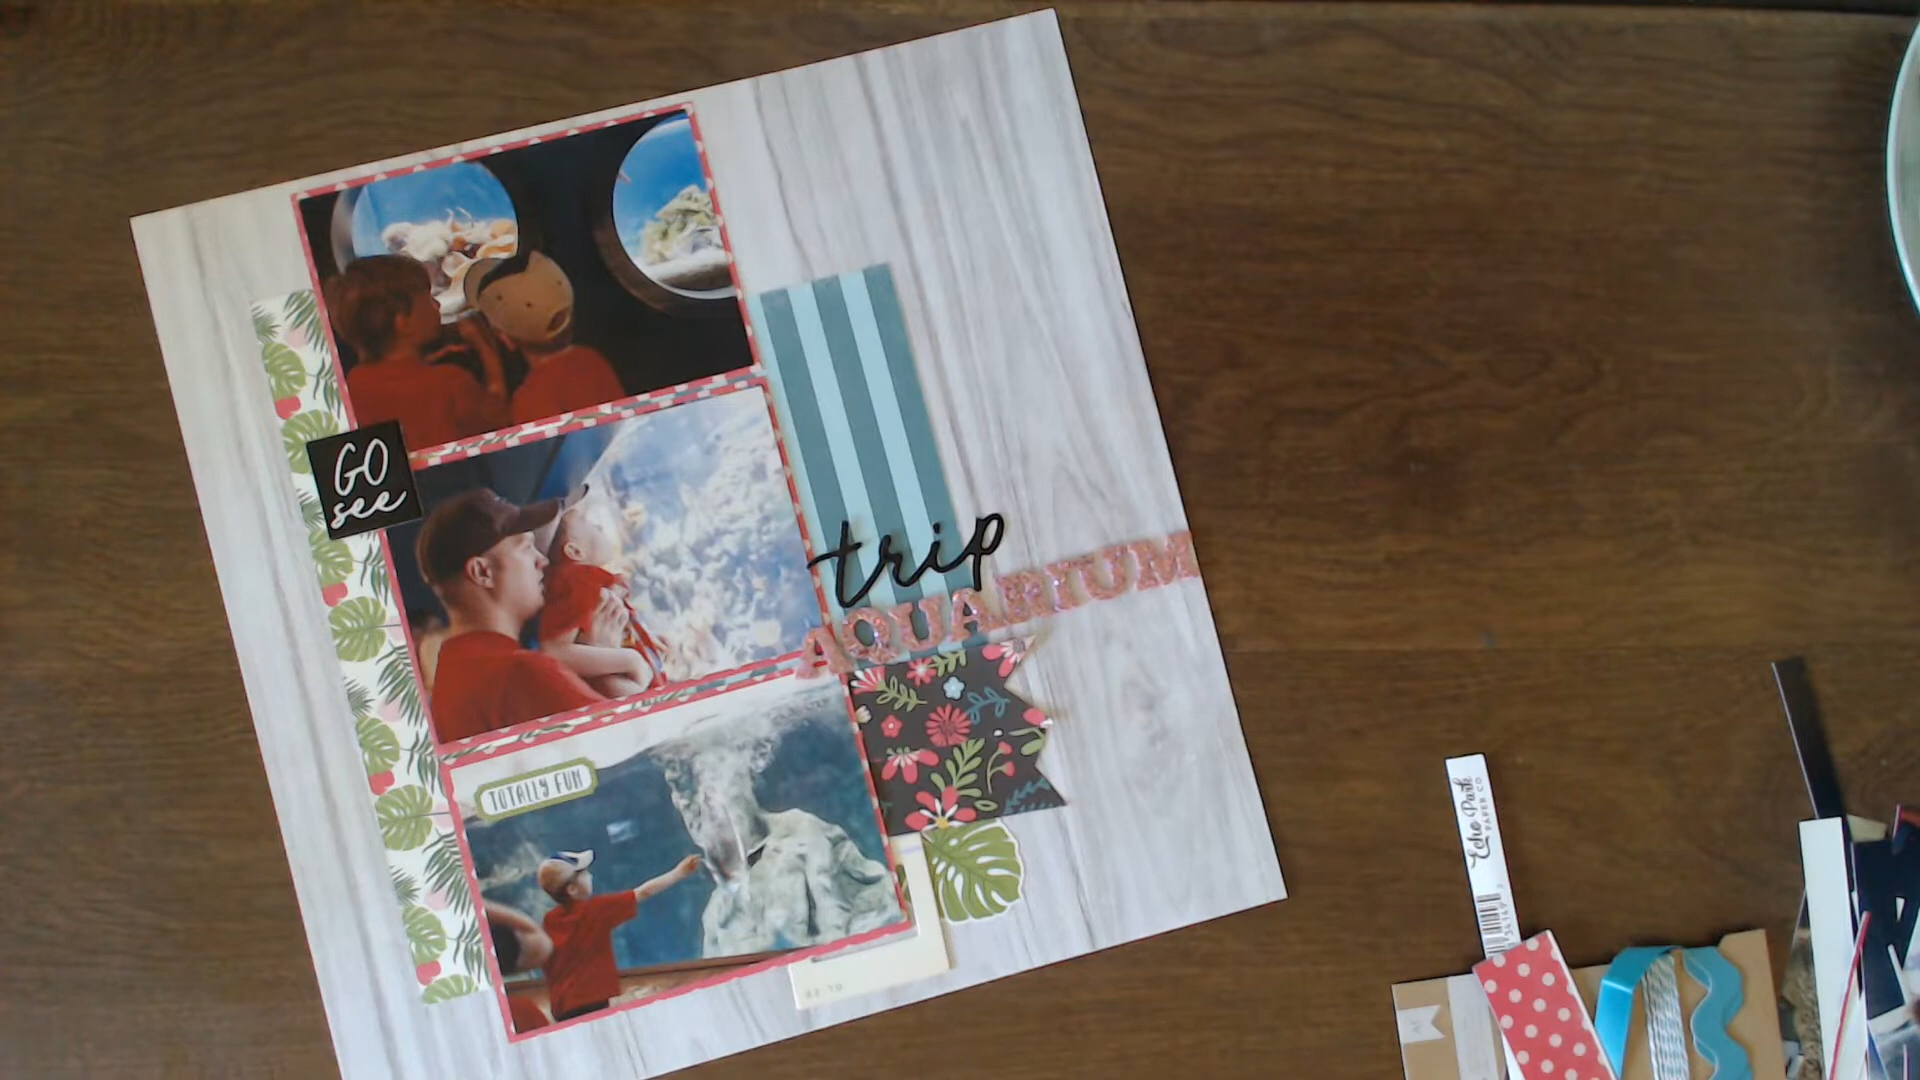 GO
see
trip
AQUARIUM
TOTALLY FUN
Echo Park
PAPER CO